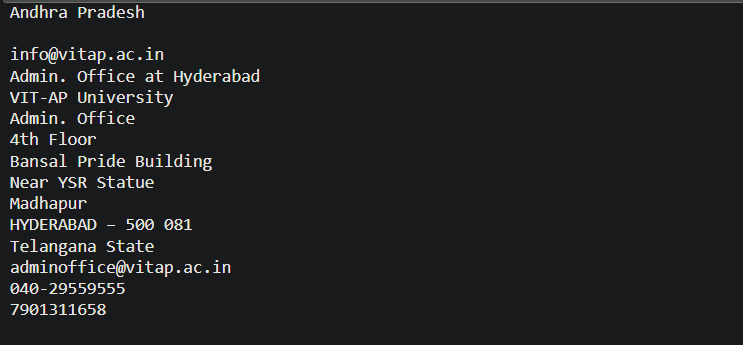 Andhra Pradesh
info@vitap.ac.in
Admin. Office at Hyderabad
VIT-AP University
Admin. Office
4th Floor
Bansal Pride Building
Near YSR Statue
Madhapur
HYDERABAD – 500 081
Telangana State
adminoffice@vitap.ac.in
040-29559555
7901311658